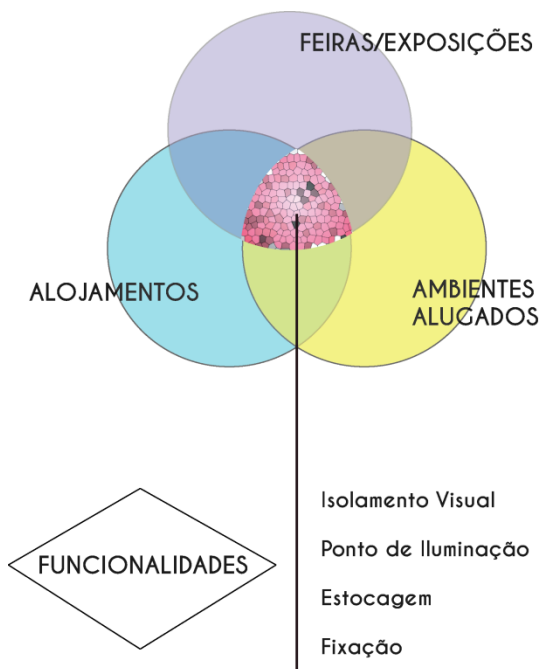 FEIRAS/EXPOSIÇÕES
ALOJAMENTOS
AMBIENTES
ALUGADOS
FUNCIONALIDADES
Isolamento Visual
Ponto de Iluminação
Estocagem
Fixação